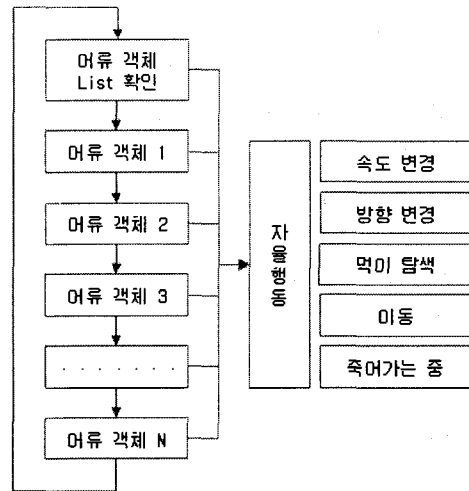 어류 객체
List 확인
어류 객체 1
어류 객체 2
어류 객체 3
. . . . . . .
어류 객체 N
자율행동
속도 변경
방향 변경
먹이 탐색
이동
죽어가는 중